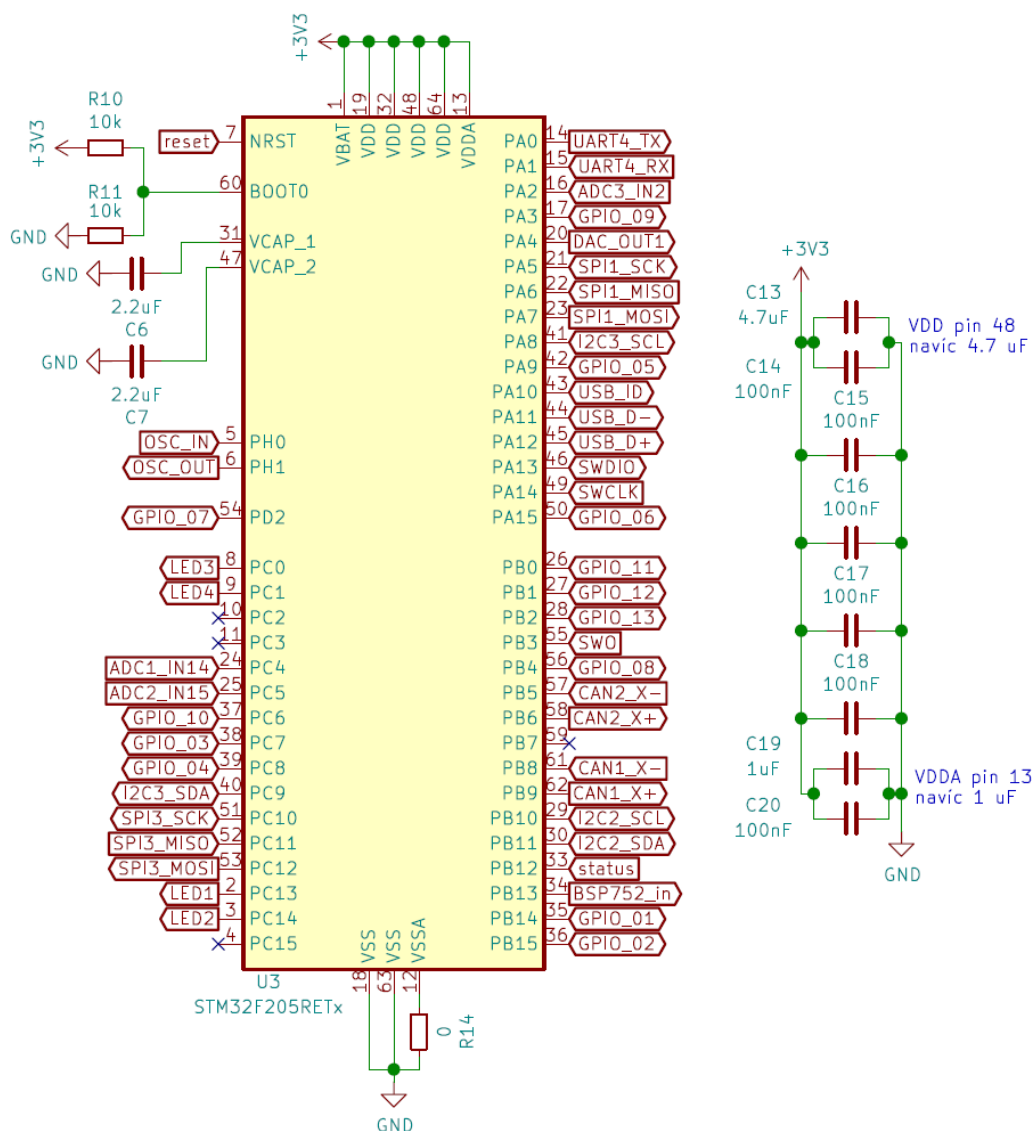 +3V3
1 19 32 48 64 13
VBAT VDD VDD VDD VDD VDDA
R10
10k
+3V3
R11
10k
GND
reset 7 NRST
60 BOOT0
31 VCAP_1
47 VCAP_2
GND
2.2uF
C6
GND
2.2uF
C7
OSC_IN 5 PH0
OSC_OUT 6 PH1
GPIO_07 54 PD2
LED3 8 PC0
LED4 9 PC1
10 PC2
11 PC3
ADC1_IN14 24 PC4
ADC2_IN15 25 PC5
GPIO_10 37 PC6
GPIO_03 38 PC7
GPIO_04 39 PC8
I2C3_SDA 40 PC9
SPI3_SCK 51 PC10
SPI3_MISO 52 PC11
SPI3_MOSI 53 PC12
LED1 2 PC13
LED2 3 PC14
4 PC15
PA0 14 UART4_TX
PA1 15 UART4_RX
PA2 16 ADC3_IN2
PA3 17 GPIO_09
PA4 20 DAC_OUT1
PA5 21 SPI1_SCK
PA6 22 SPI1_MISO
PA7 23 SPI1_MOSI
PA8 41 I2C3_SCL
PA9 42 GPIO_05
PA10 43 USB_ID
PA11 44 USB_D-
PA12 45 USB_D+
PA13 46 SWDIO
PA14 49 SWCLK
PA15 50 GPIO_06
PB0 26 GPIO_11
PB1 27 GPIO_12
PB2 28 GPIO_13
PB3 55 SWO
PB4 56 GPIO_08
PB5 57 CAN2_X-
PB6 58 CAN2_X+
PB7 59
PB8 61 CAN1_X-
PB9 62 CAN1_X+
PB10 29 I2C2_SCL
PB11 30 I2C2_SDA
PB12 33 status
PB13 34 BSP752_in
PB14 35 GPIO_01
PB15 36 GPIO_02
VSS VSS VSSA
18 63 12
U3
STM32F205RETx
0
R14
GND
+3V3
C13
4.7uF
VDD pin 48
navíc 4.7 uF
C14
100nF
C15
100nF
C16
100nF
C17
100nF
C18
100nF
C19
1uF
VDDA pin 13
navíc 1 uF
C20
100nF
GND